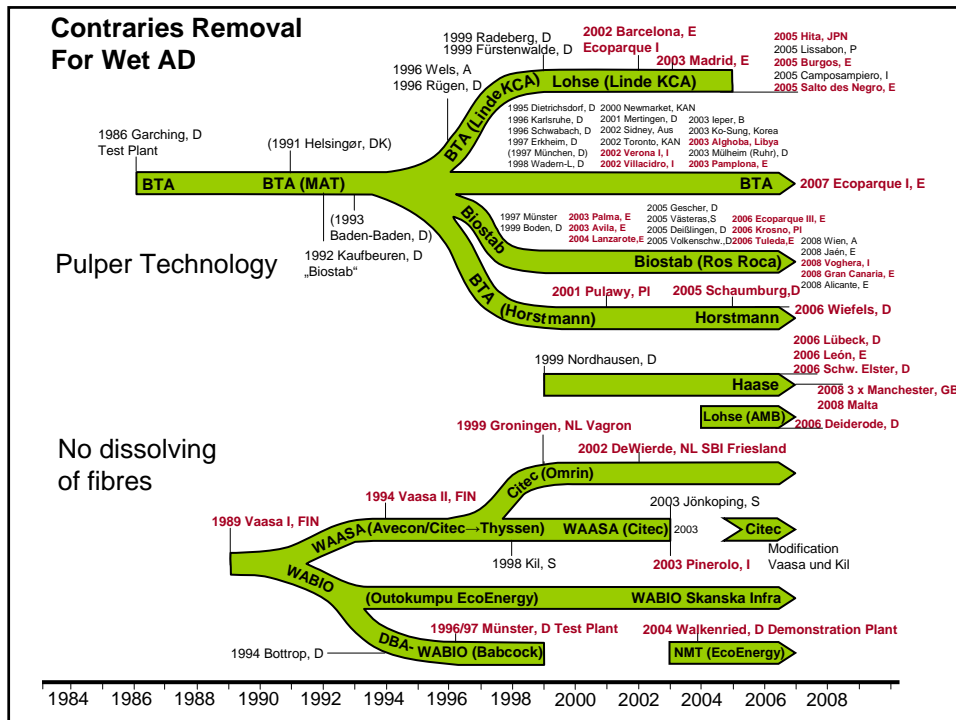 Contraries Removal
For Wet AD
1999 Radeberg, D
1999 Fürstenwalde, D
2002 Barcelona, E
Ecoparque I
2003 Madrid, E
2005 Hita, JPN
2005 Lissabon, P
2005 Burgos, E
2005 Camposampiero, I
2005 Salto des Negro, E
1996 Wels, A
1996 Rügen, D
BTA (Linde KCA)
Lohse (Linde KCA)
1986 Garching, D
Test Plant
(1991 Helsingør, DK)
1995 Dietrichsdorf, D
1996 Karlsruhe, D
1996 Schwabach, D
1997 Erkheim, D
(1997 München, D)
1998 Wadern-L, D
2000 Newmarket, KAN
2001 Mertingen, D
2002 Sidney, Aus
2002 Toronto, KAN
2002 Verona I, I
2002 Villacidro, I
2003 Ieper, B
2003 Ko-Sung, Korea
2003 Alghoba, Libya
2003 Mülheim (Ruhr), D
2003 Pamplona, E
BTA
BTA (MAT)
BTA
2007 Ecoparque I, E
(1993
Baden-Baden, D)
1992 Kaufbeuren, D
„Biostab"
Pulper Technology
1997 Münster
1999 Boden, D
2003 Palma, E
2003 Avila, E
2004 Lanzarote,E
2005 Gescher, D
2005 Västeras,S
2005 Deißlingen, D
2005 Volkenschw.,D
2006 Ecoparque III, E
2006 Krosno, Pl
2006 Tuleda,E
2008 Wien, A
2008 Jaén, E
2008 Voghera, I
2008 Gran Canaria, E
2008 Alicante, E
Biostab
Biostab (Ros Roca)
BTA (Horstmann)
2001 Pulawy, Pl
2005 Schaumburg,D
Horstmann
2006 Wiefels, D
1999 Nordhausen, D
Haase
2006 Lübeck, D
2006 León, E
2006 Schw. Elster, D
2008 3 x Manchester, GB
2008 Malta
Lohse (AMB)
2006 Deiderode, D
No dissolving
of fibres
1999 Groningen, NL Vagron
2002 DeWierde, NL SBI Friesland
Citec (Omrin)
1989 Vaasa I, FIN
1994 Vaasa II, FIN
WAASA (Avecon/Citec→Thyssen)
WAASA (Citec)
2003 Jönkoping, S
2003
Citec
Modification
Vaasa und Kil
1998 Kil, S
2003 Pinerolo, I
WABIO
(Outokumpu EcoEnergy)
WABIO Skanska Infra
1994 Bottrop, D
DBA-WABIO (Babcock)
1996/97 Münster, D Test Plant
2004 Walkenried, D Demonstration Plant
NMT (EcoEnergy)
1984 1986 1988 1990 1992 1994 1996 1998 2000 2002 2004 2006 2008